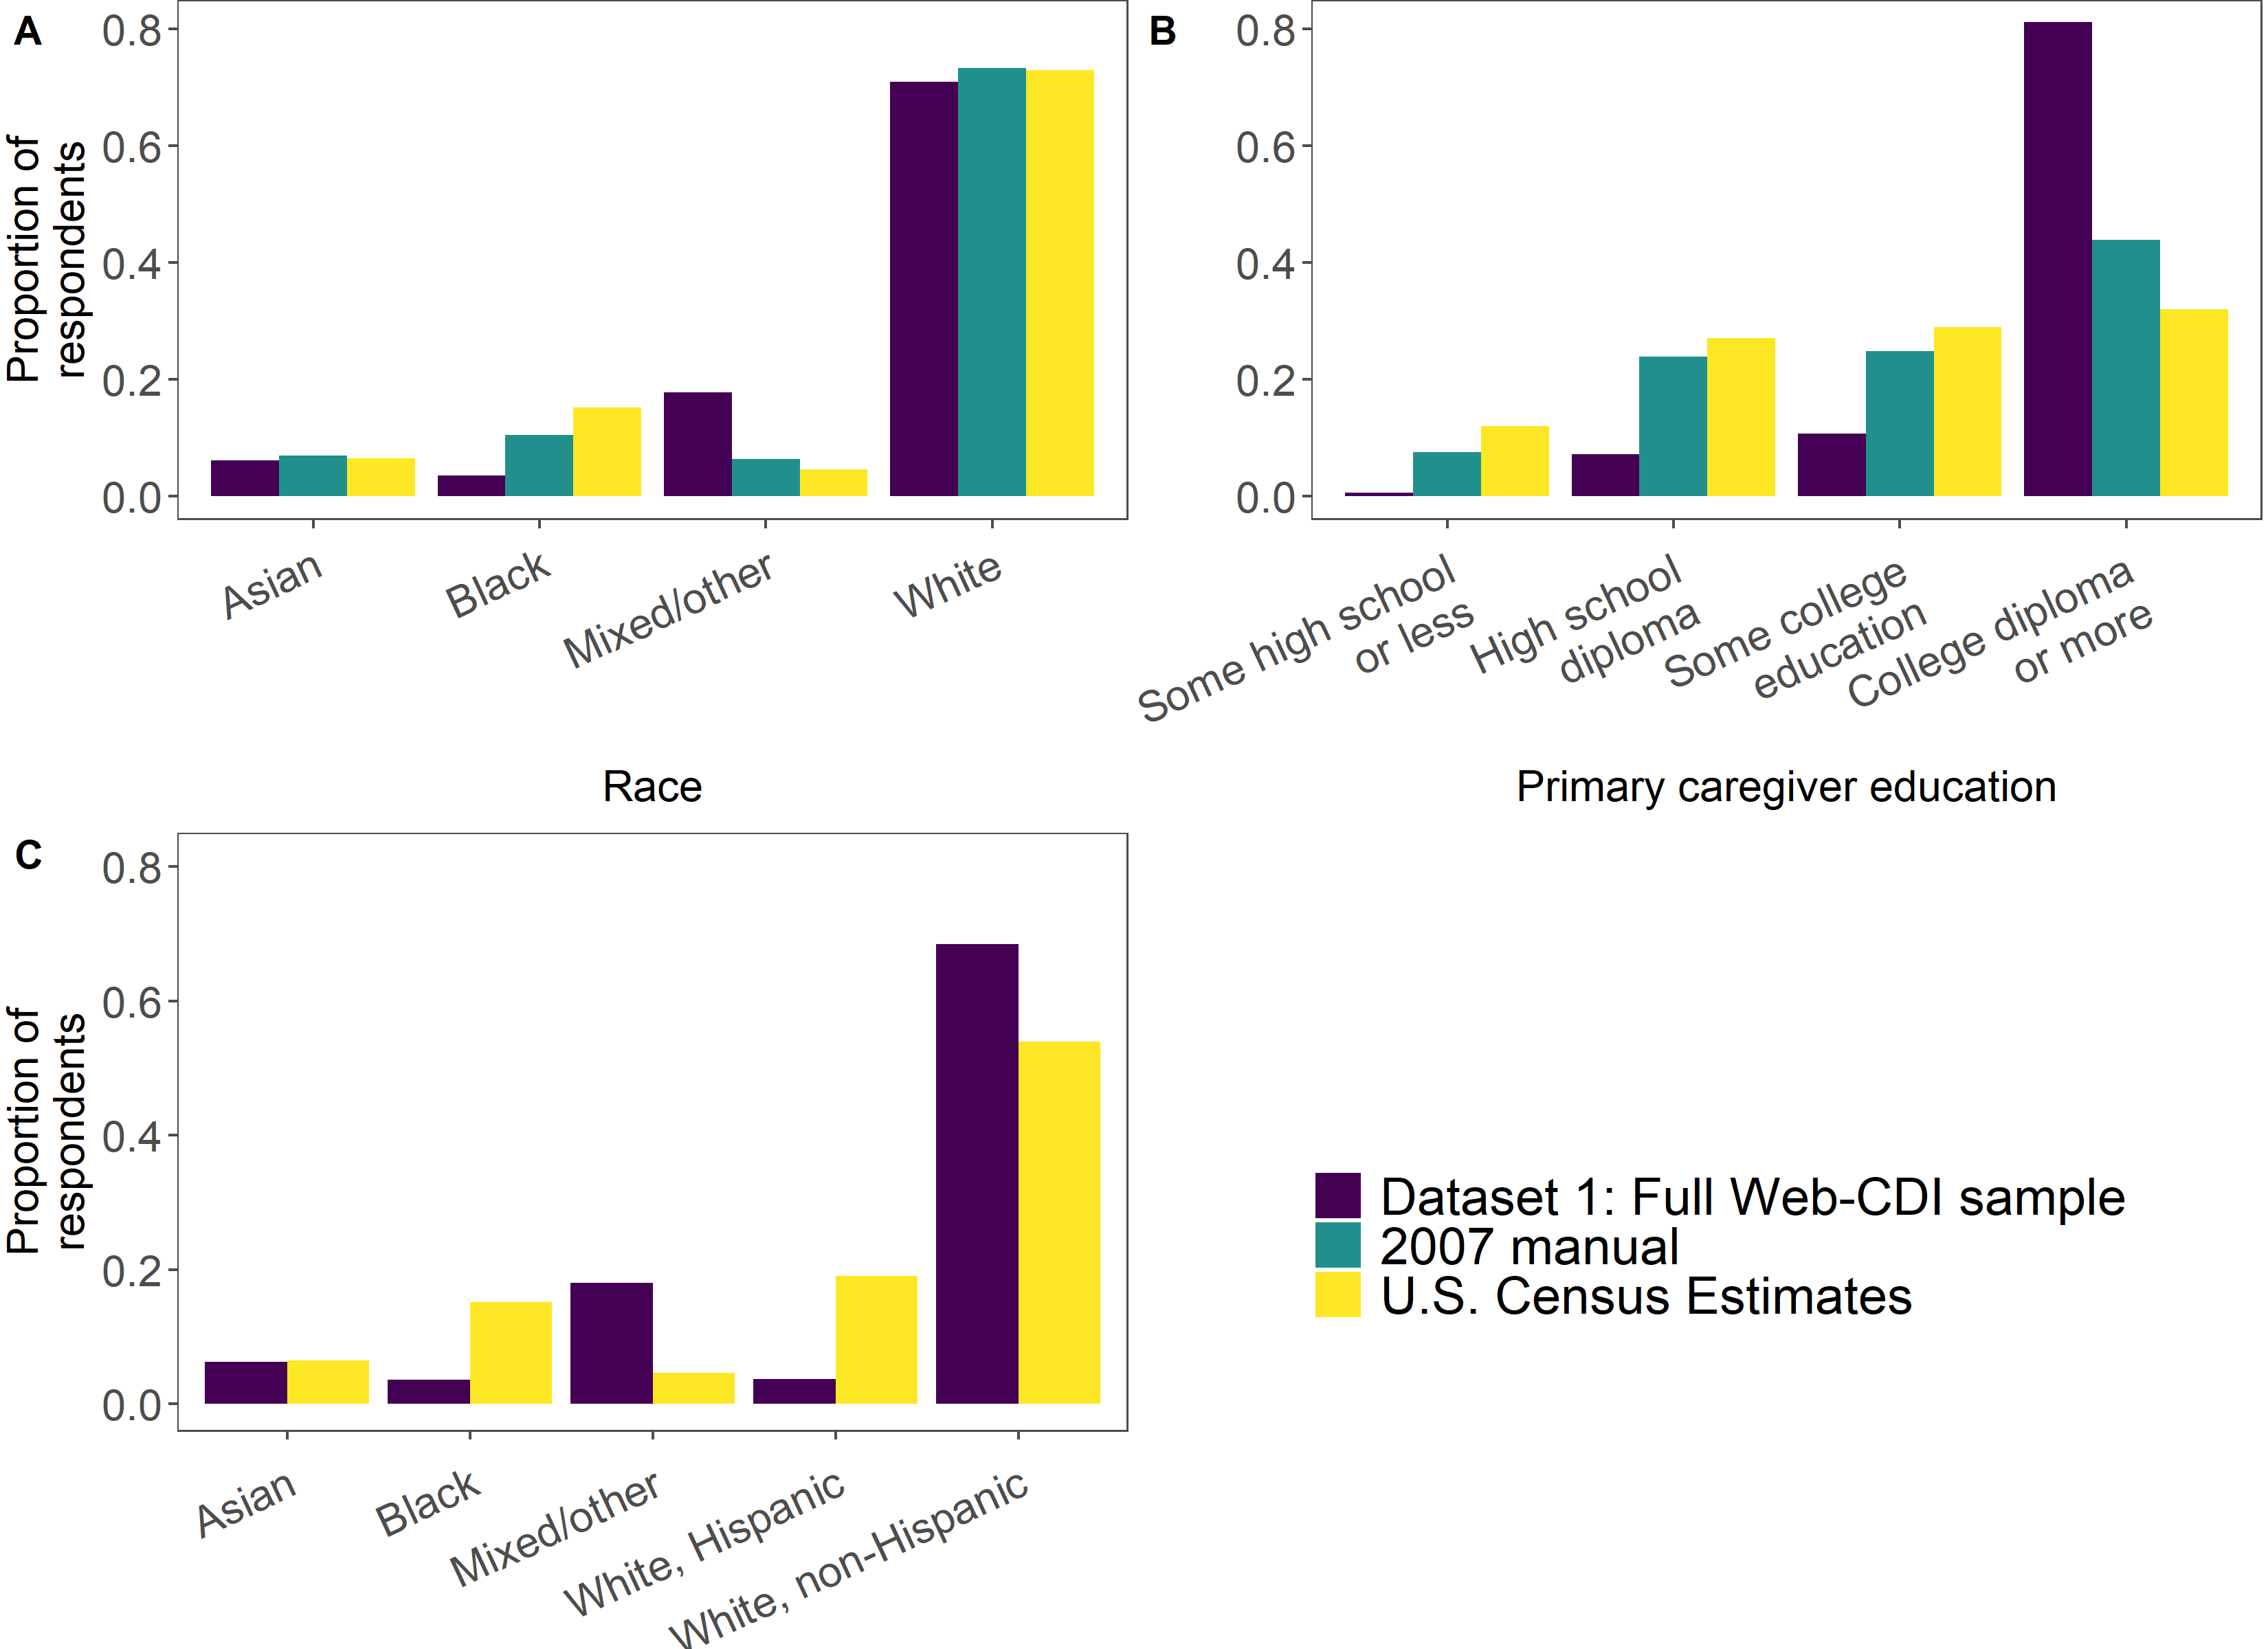 A
0.8
0.6
0.4
0.2
0.0
Proportion of
respondents
Asian
Black
Mixed/other
White
Race
B
0.8
0.6
0.4
0.2
0.0
Some high school
or less
High school
diploma
Some college
education
College diploma
or more
Primary caregiver education
C
0.8
0.6
0.4
0.2
0.0
Proportion of
respondents
Asian
Black
Mixed/other
White, Hispanic
White, non-Hispanic
Dataset 1: Full Web-CDI sample
2007 manual
U.S. Census Estimates